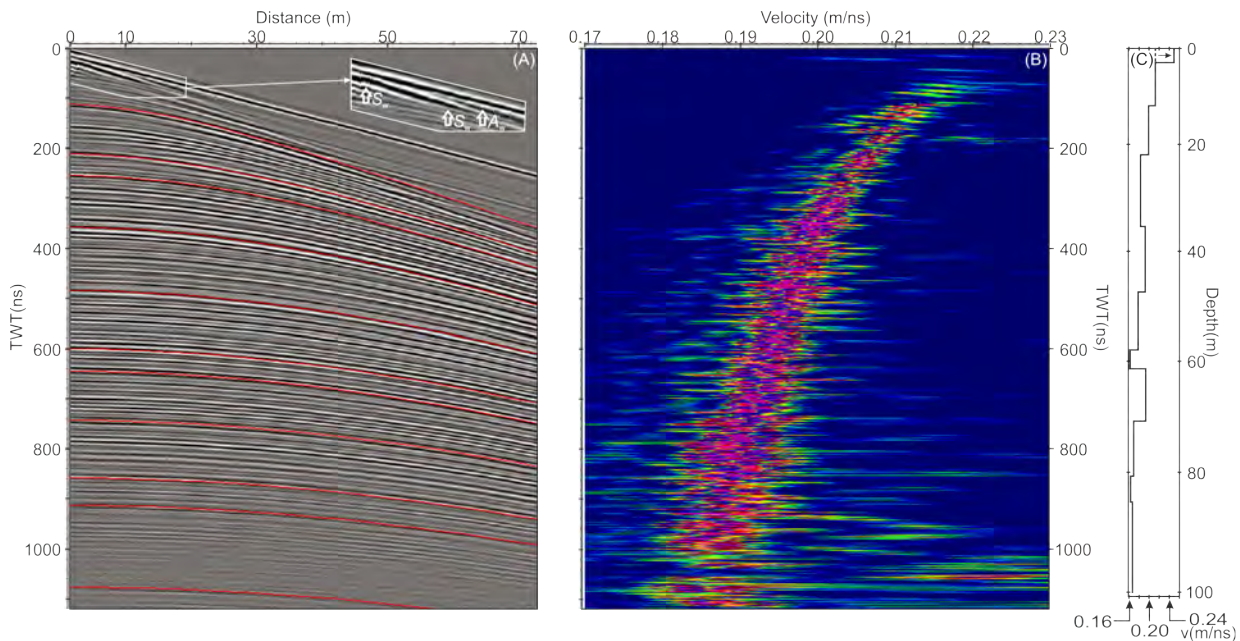 Distance (m)
0 10 30 50 70
TWT(ns)
0
200
400
600
800
1000
(A)
S
S A
Velocity (m/ns)
0.17 0.18 0.19 0.20 0.21 0.22 0.23
(B)
0
200
400
600
800
1000
TWT(ns)
(C)
0
20
40
60
80
100
Depth(m)
0.16 0.20 0.24
v(m/ns)